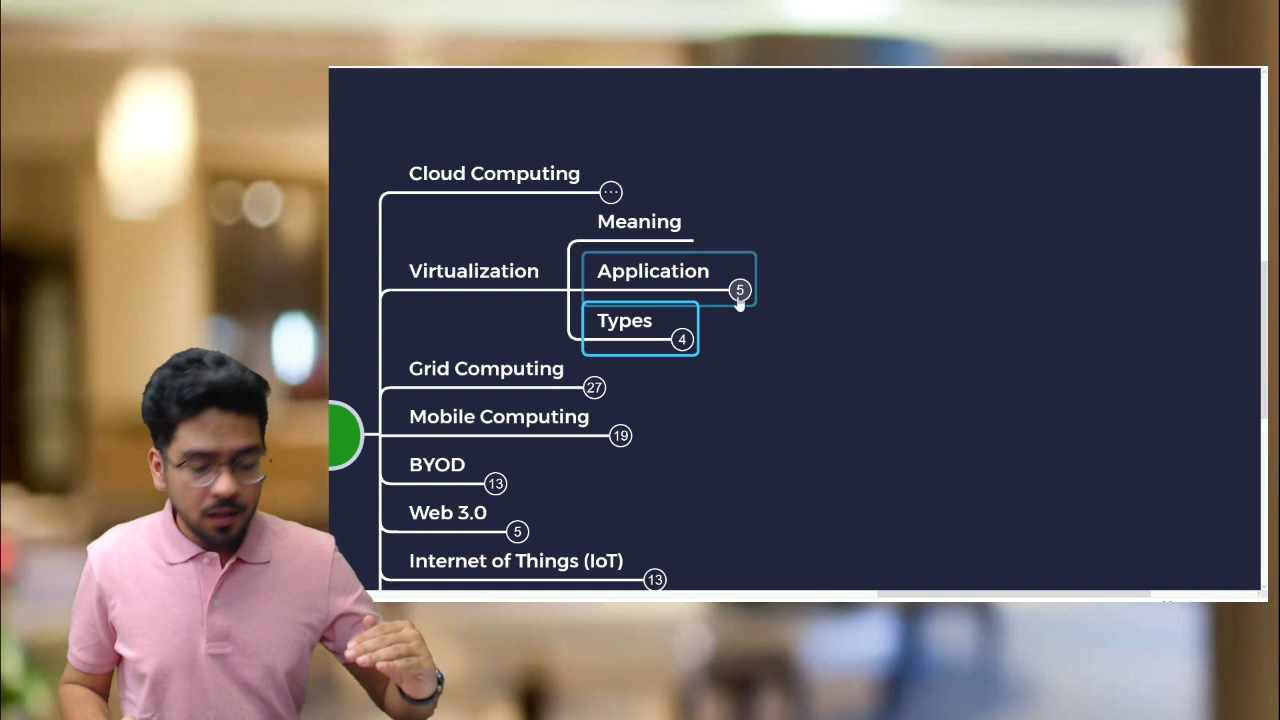 Cloud Computing
Meaning
Virtualization
Application
5
Types
4
Grid Computing
27
Mobile Computing
19
BYOD
13
Web 3.0
5
Internet of Things (IoT)
13